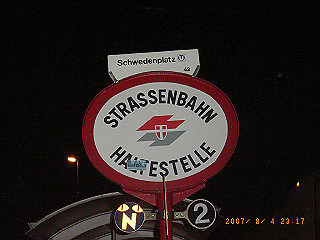 Schwedenplatz U
42
STRASSENBAHN
HALTESTELLE
N 2
2007/ 8/ 4 23:17